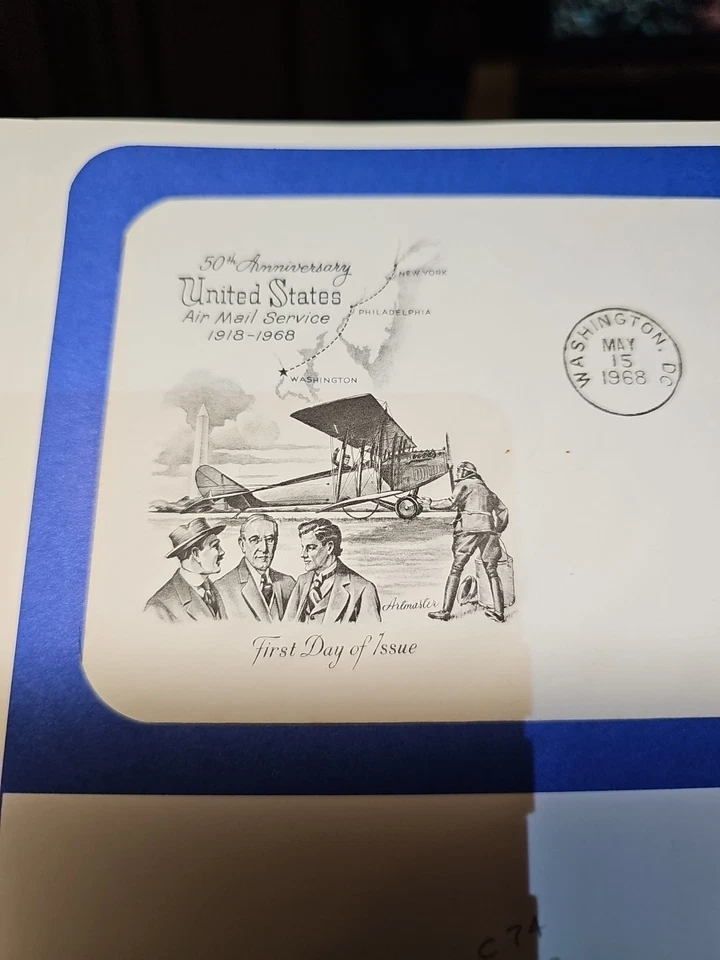 50th Anniversary
United States
Air Mail Service
1918-1968
NEW YORK
PHILADELPHIA
WASHINGTON
WASHINGTON, DC
MAY
15
1968
Artmaster
First Day of Issue
C74